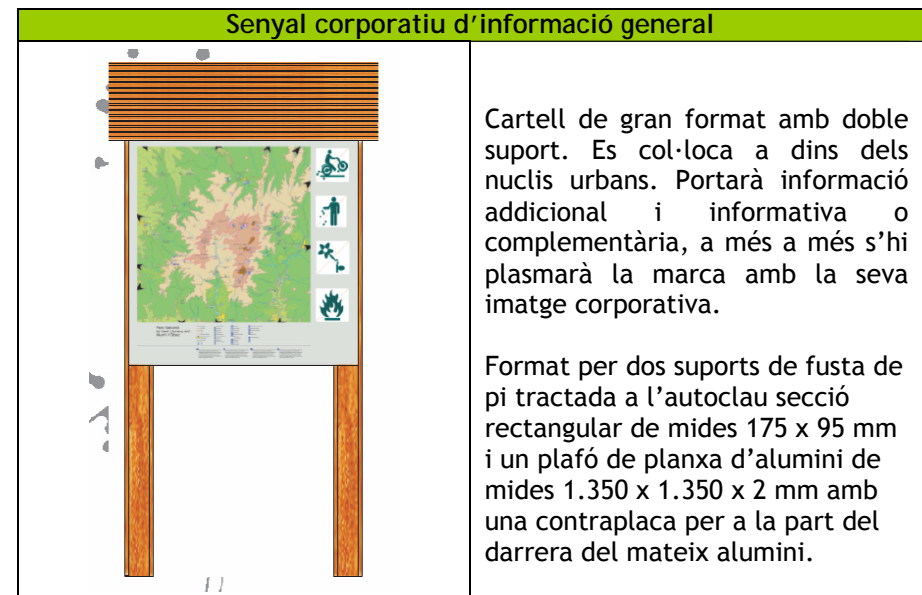 Senyal corporatiu d'informació general
Cartell de gran format amb doble
suport. Es col·loca a dins dels
nuclis urbans. Portarà informació
addicional i informativa o
complementària, a més a més s'hi
plasmarà la marca amb la seva
imatge corporativa.
Format per dos suports de fusta de
pi tractada a l'autoclau secció
rectangular de mides 175 x 95 mm
i un plafó de planxa d'alumini de
mides 1.350 x 1.350 x 2 mm amb
una contraplaca per a la part del
darrera del mateix alumini.